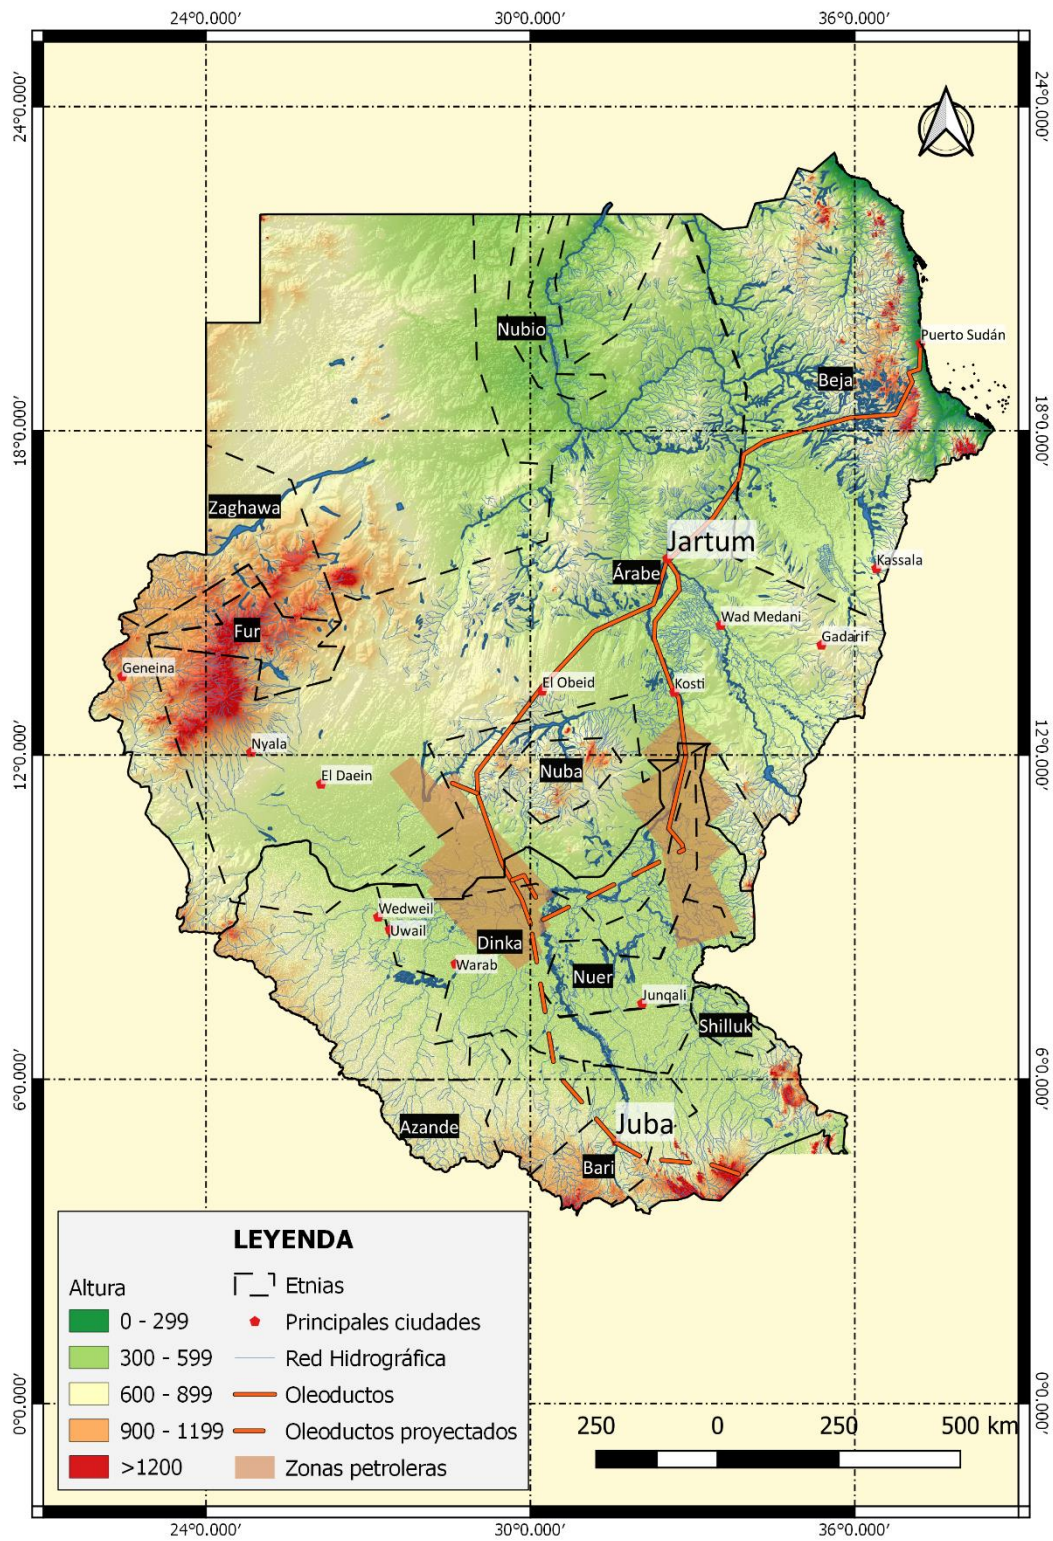 24°0.000′
30°0.000′
36°0.000′
24°0.000′
24°0.000′
Puerto Sudán
Nubio
Beja
18°0.000′
18°0.000′
Zaghawa
Jartum
Kassala
Árabe
Wad Medani
Fur
Gadarif
Geneina
El Obeid
Kosti
12°0.000′
12°0.000′
Nyala
Nuba
El Daein
Wedweil
Uwail
Dinka
Warab
Nuer
Junqali
Shilluk
6°0.000′
6°0.000′
Azande
Juba
Bari
LEYENDA
Altura
0 - 299
300 - 599
600 - 899
900 - 1199
>1200
Etnias
Principales ciudades
Red Hidrográfica
Oleoductos
Oleoductos proyectados
Zonas petroleras
0°0.000′
0°0.000′
250 0 250 500 km
24°0.000′
30°0.000′
36°0.000′